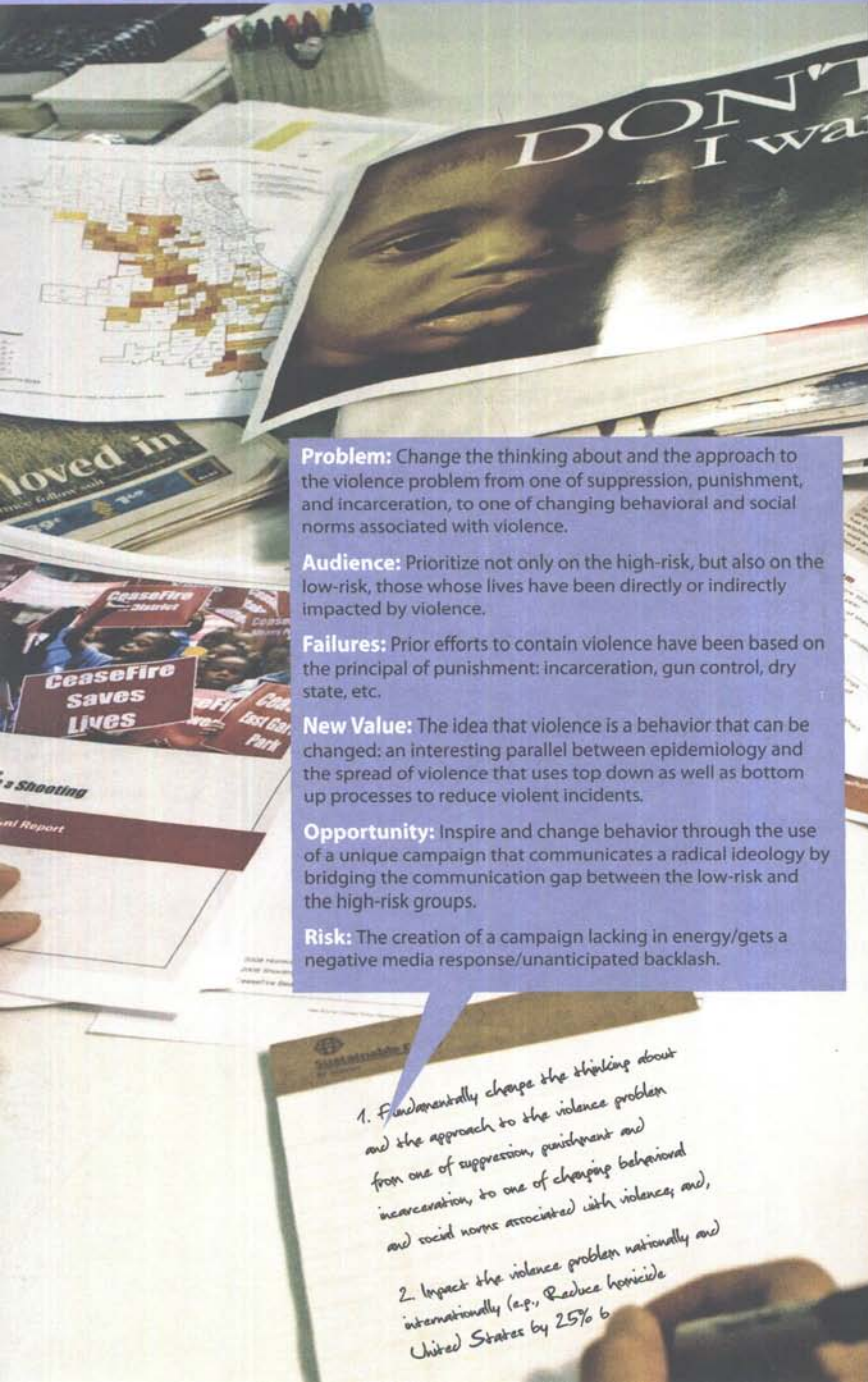 DON'T
I wa
loved in
CeaseFire
District
CeaseFire
Saves
Lives
East Gar
Park
a Shooting
Report
Problem: Change the thinking about and the approach to
the violence problem from one of suppression, punishment,
and incarceration, to one of changing behavioral and social
norms associated with violence.
Audience: Prioritize not only on the high-risk, but also on the
low-risk, those whose lives have been directly or indirectly
impacted by violence.
Failures: Prior efforts to contain violence have been based on
the principal of punishment: incarceration, gun control, dry
state, etc.
New Value: The idea that violence is a behavior that can be
changed: an interesting parallel between epidemiology and
the spread of violence that uses top down as well as bottom
up processes to reduce violent incidents.
Opportunity: Inspire and change behavior through the use
of a unique campaign that communicates a radical ideology by
bridging the communication gap between the low-risk and
the high-risk groups.
Risk: The creation of a campaign lacking in energy/gets a
negative media response/unanticipated backlash.
Sustainable
1. Fundamentally change the thinking about
and the approach to the violence problem
from one of suppression, punishment and
incarceration, to one of changing behavioral
and social norms associated with violence, and,
2. Impact the violence problem nationally and
internationally (e.g., Reduce homicide
United States by 25% b